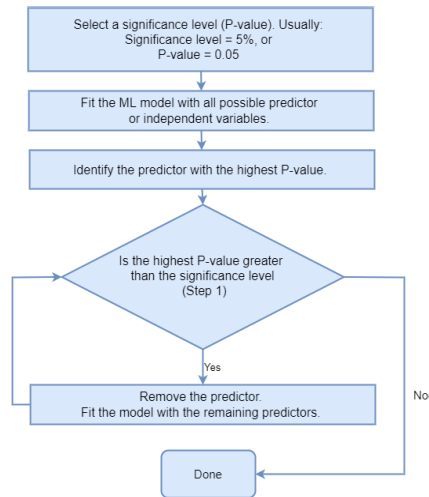 Select a significance level (P-value). Usually:
Significance level = 5%, or
P-value = 0.05
Fit the ML model with all possible predictor
or independent variables.
Identify the predictor with the highest P-value.
Is the highest P-value greater
than the significance level
(Step 1)
Yes
Remove the predictor.
Fit the model with the remaining predictors.
No
Done